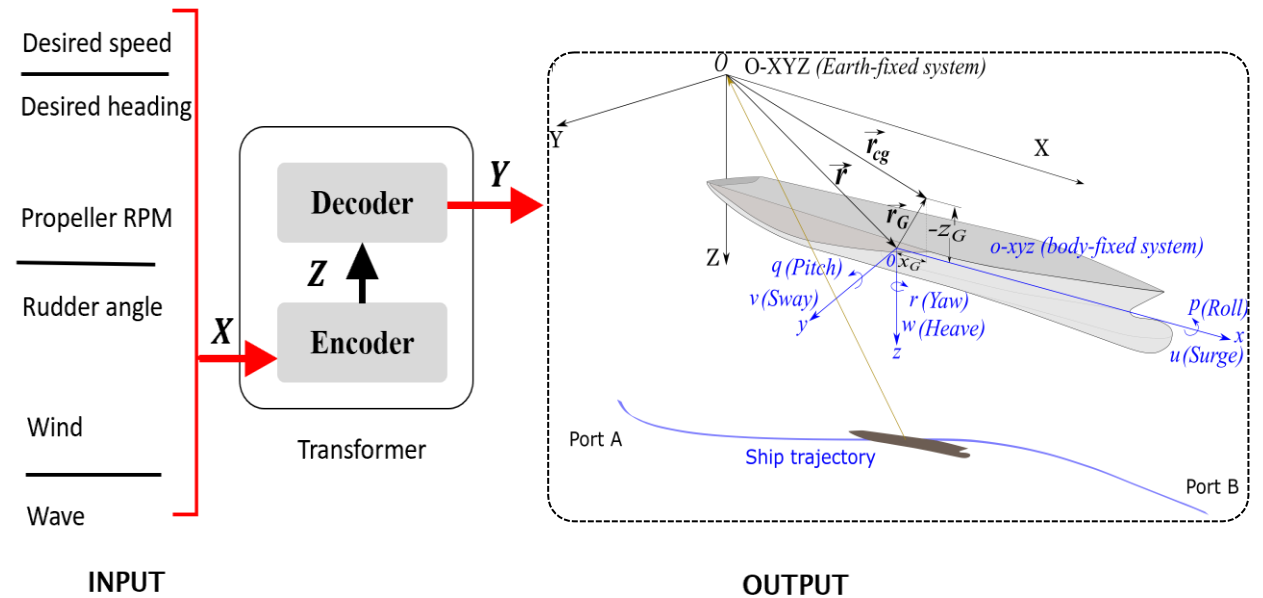 Desired speed
Desired heading
Propeller RPM
Rudder angle
Wind
Wave
INPUT
X
Decoder
Z
Encoder
Transformer
Y
O O-XYZ (Earth-fixed system)
Y
X
Z
r
r_cg
r_G
-z_G
o-xyz (body-fixed system)
0 x_G
q (Pitch)
v (Sway)
y
r (Yaw)
w (Heave)
z
p(Roll)
x
u(Surge)
Port A
Ship trajectory
Port B
OUTPUT